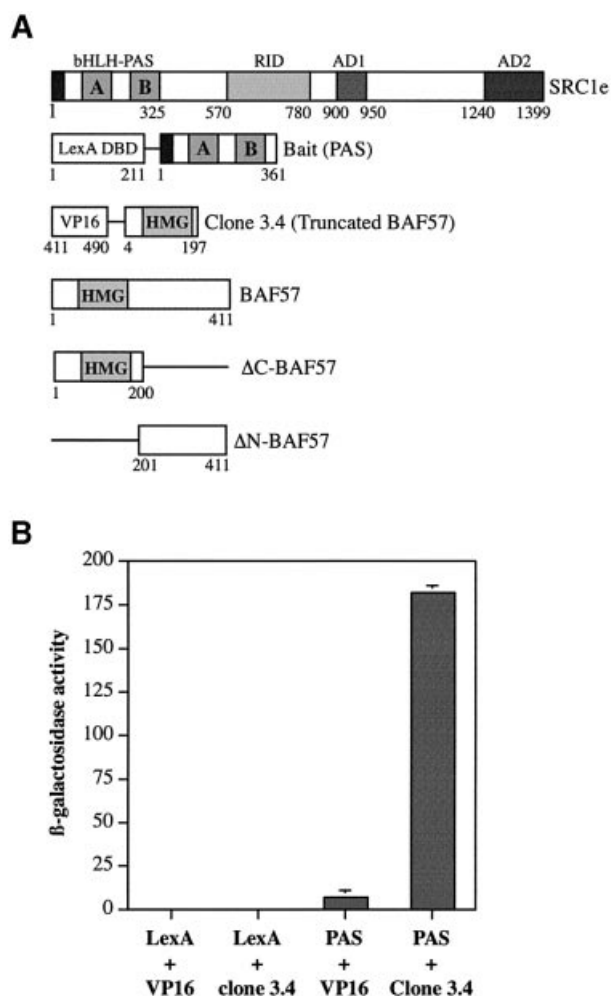 A
bHLH-PAS RID AD1 AD2
A B SRC1e
1 325 570 780 900 950 1240 1399
LexA DBD A B Bait (PAS)
1 211 1 361
VP16 HMG Clone 3.4 (Truncated BAF57)
411 490 4 197
HMG BAF57
1 411
HMG ΔC-BAF57
1 200
ΔN-BAF57
201 411
B
200
175
150
125
100
75
50
25
0
ß-galactosidase activity
LexA LexA PAS PAS
+ + + +
VP16 clone 3.4 VP16 Clone 3.4